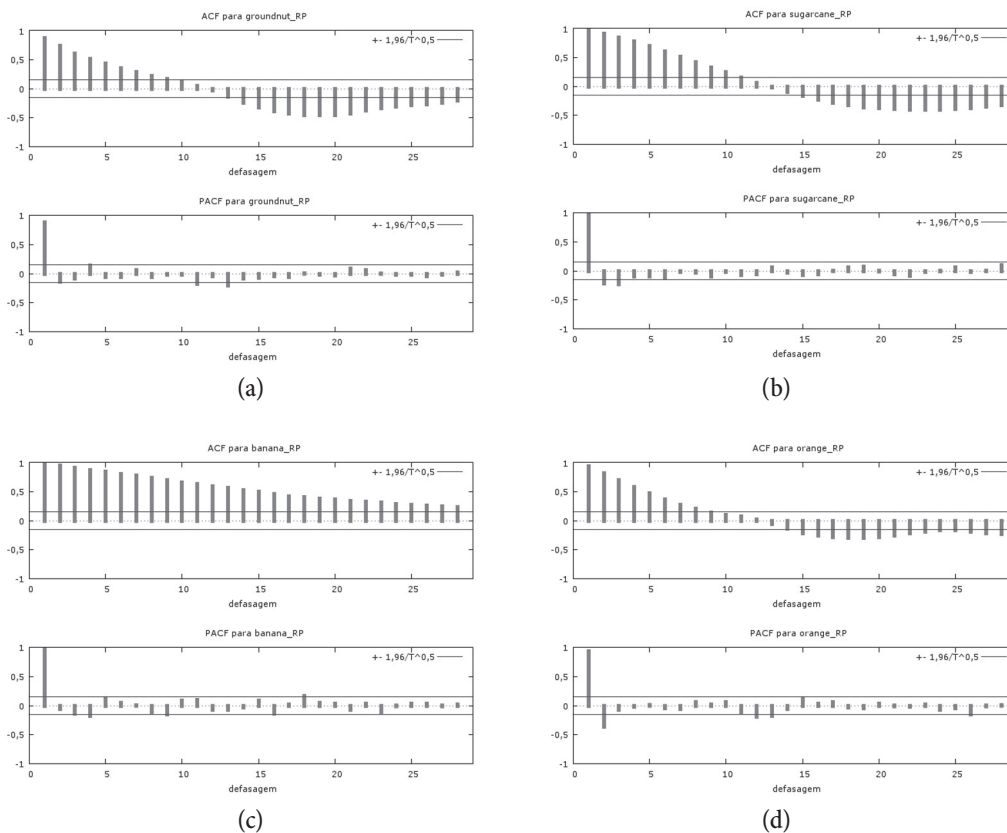 ACF para groundnut_RP
+- 1,96/T^0,5
1
0,5
0
-0,5
-1
0 5 10 15 20 25
defasagem
PACF para groundnut_RP
+- 1,96/T^0,5
1
0,5
0
-0,5
-1
0 5 10 15 20 25
defasagem
(a)
ACF para sugarcane_RP
+- 1,96/T^0,5
1
0,5
0
-0,5
-1
0 5 10 15 20 25
defasagem
PACF para sugarcane_RP
+- 1,96/T^0,5
1
0,5
0
-0,5
-1
0 5 10 15 20 25
defasagem
(b)
ACF para banana_RP
+- 1,96/T^0,5
1
0,5
0
-0,5
-1
0 5 10 15 20 25
defasagem
PACF para banana_RP
+- 1,96/T^0,5
1
0,5
0
-0,5
-1
0 5 10 15 20 25
defasagem
(c)
ACF para orange_RP
+- 1,96/T^0,5
1
0,5
0
-0,5
-1
0 5 10 15 20 25
defasagem
PACF para orange_RP
+- 1,96/T^0,5
1
0,5
0
-0,5
-1
0 5 10 15 20 25
defasagem
(d)